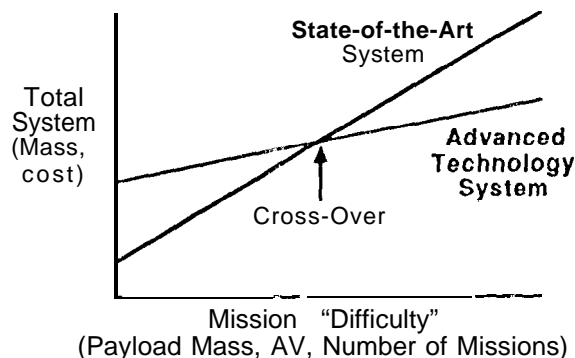 State-of-the-Art
System
Total
System
(Mass,
cost)
Advanced
Technology
System
Cross-Over
Mission "Difficulty"
(Payload Mass, AV, Number of Missions)